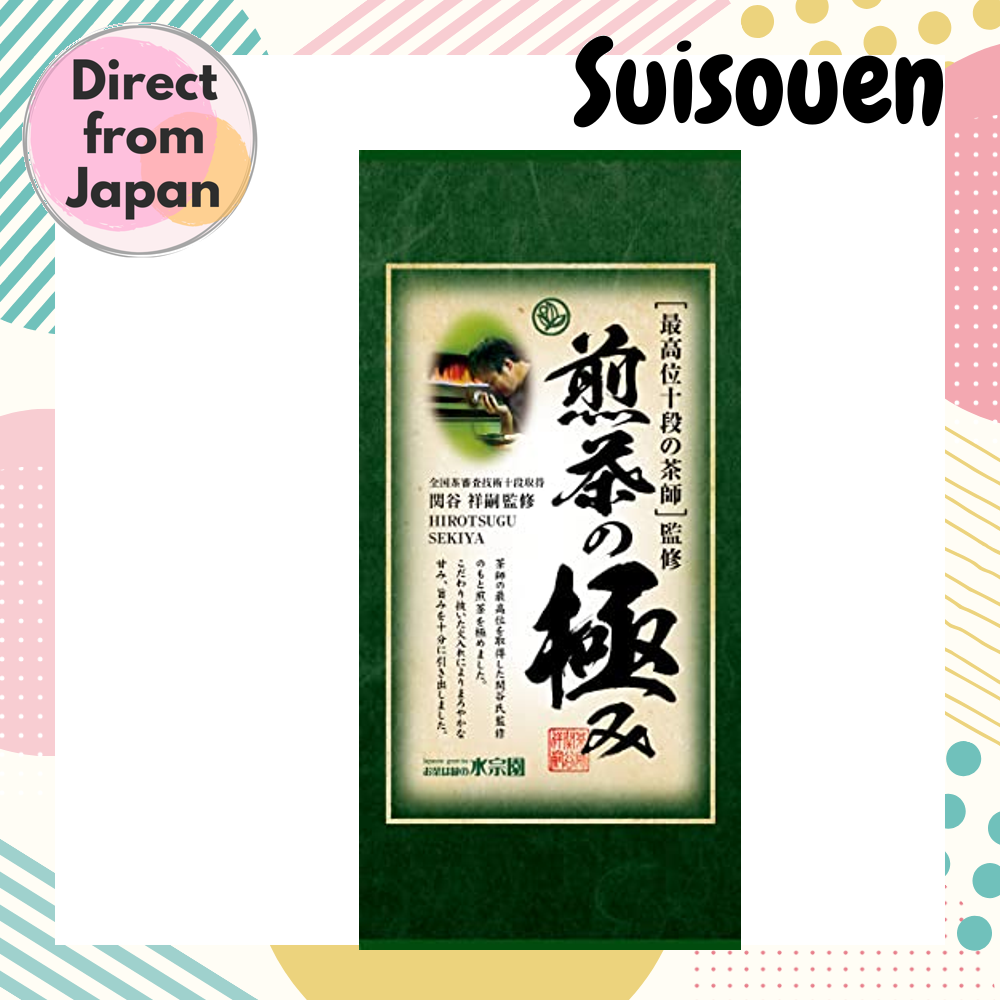 Direct
from
Japan
Suisouen
［最高位十段の茶師］監修
煎茶の極み
全国茶審査技術十段取得
関谷 祥嗣監修
HIROTSUGU
SEKIYA
茶師の最高位を取得した関谷氏監修
のもと煎茶を極めました。
こだわり抜いた火入れによりまろやかな
甘み、旨みを十分に引き出しました。
Japanese green tea
お茶は緑の水宗園